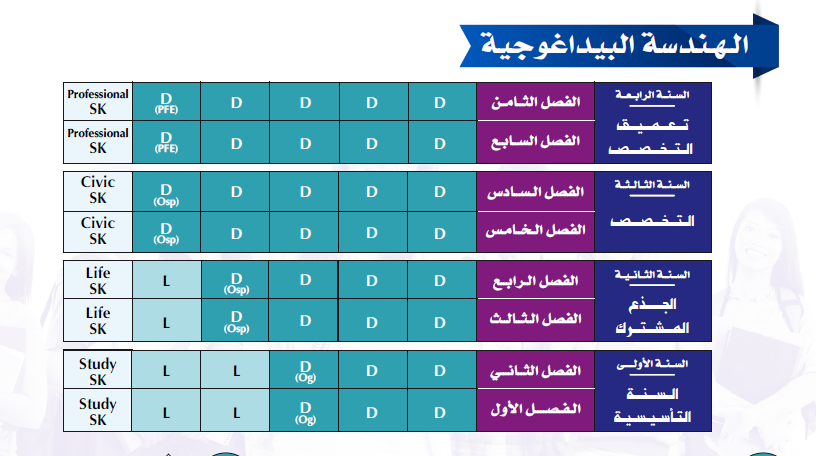 الهندسة البيداغوجية
السنة الرابعة
تعميق
التخصص
الفصل الثامن
D
D
D
D
D
(PFE)
Professional
SK
الفصل السابع
D
D
D
D
D
(PFE)
Professional
SK
السنة الثالثة
التخصص
الفصل السادس
D
D
D
D
D
(Osp)
Civic
SK
الفصل الخامس
D
D
D
D
D
(Osp)
Civic
SK
السنة الثانية
الجذع
المشترك
الفصل الرابع
D
D
D
D
(Osp)
L
Life
SK
الفصل الثالث
D
D
D
D
(Osp)
L
Life
SK
السنة الأولى
السنة
التأسيسية
الفصل الثاني
D
D
D
(Og)
L
L
Study
SK
الفصل الأول
D
D
D
(Og)
L
L
Study
SK